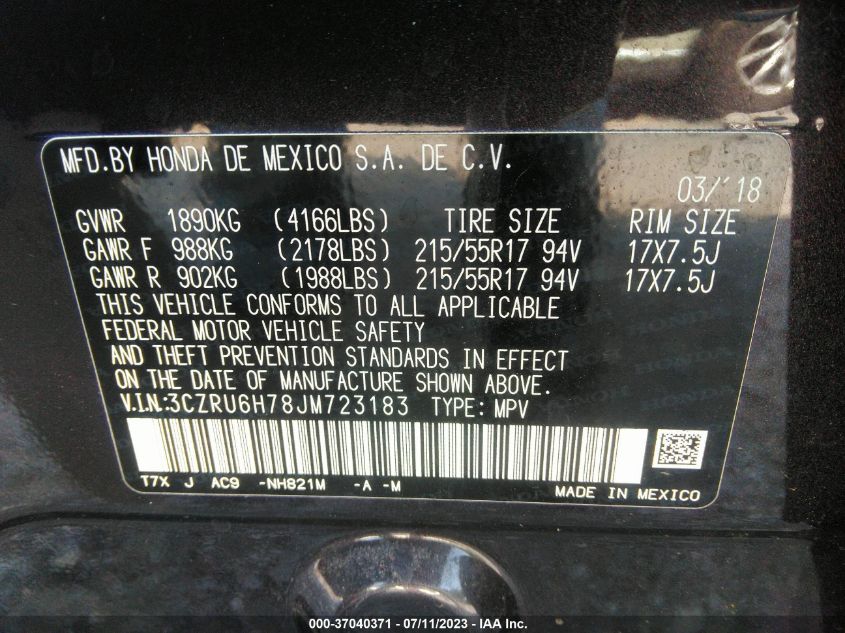 MFD.BY HONDA DE MEXICO S.A. DE C.V.
03/'18
GVWR 1890KG (4166LBS) TIRE SIZE RIM SIZE
GAWR F 988KG (2178LBS) 215/55R17 94V 17X7.5J
GAWR R 902KG (1988LBS) 215/55R17 94V 17X7.5J
THIS VEHICLE CONFORMS TO ALL APPLICABLE
FEDERAL MOTOR VEHICLE SAFETY
AND THEFT PREVENTION STANDARDS IN EFFECT
ON THE DATE OF MANUFACTURE SHOWN ABOVE.
V.I.N:3CZRU6H78JM723183 TYPE: MPV
T7X J AC9 -NH821M -A -M
MADE IN MEXICO
000-37040371 / 07/11/2023 - IAA Inc.